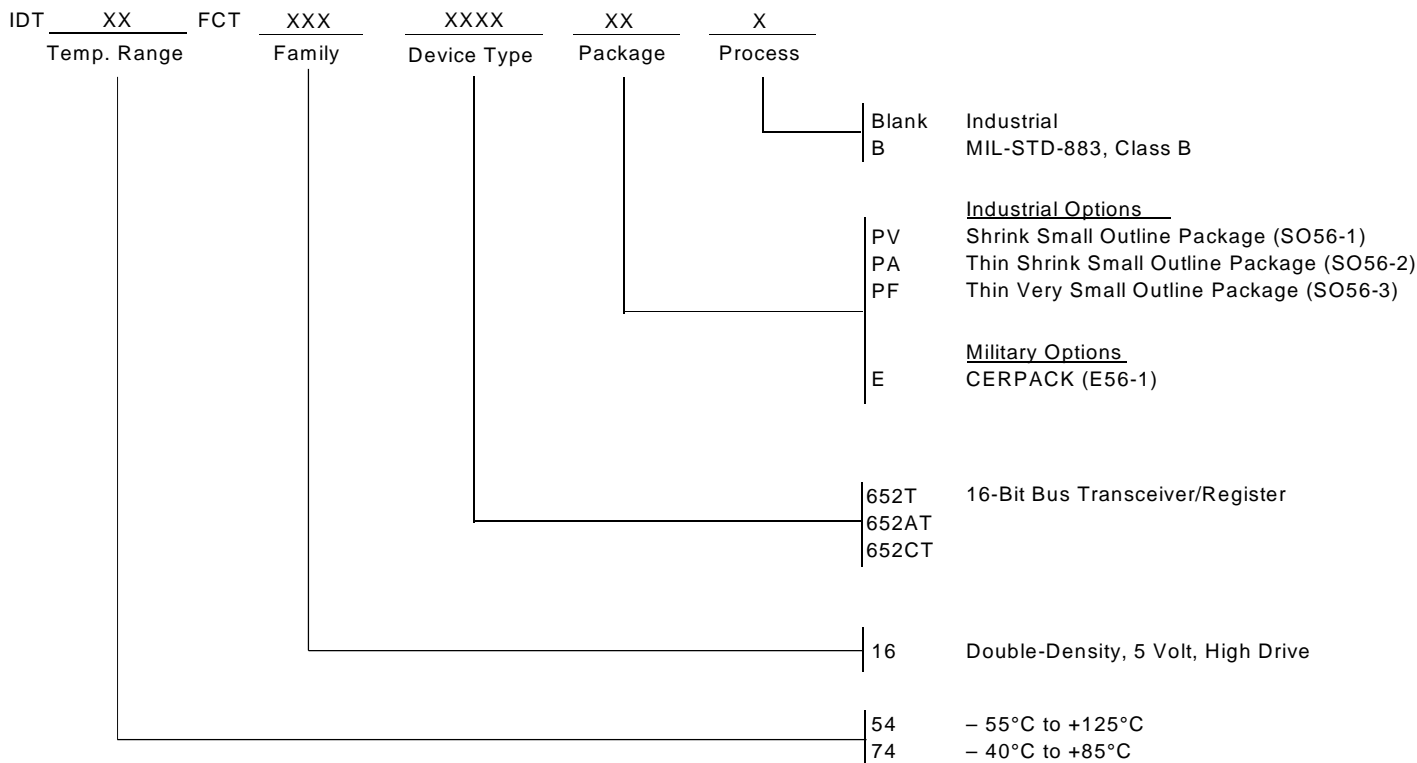 IDT XX FCT XXX XXXX XX X
Temp. Range Family Device Type Package Process
Blank Industrial
B MIL-STD-883, Class B
Industrial Options
PV Shrink Small Outline Package (SO56-1)
PA Thin Shrink Small Outline Package (SO56-2)
PF Thin Very Small Outline Package (SO56-3)
Military Options
E CERPACK (E56-1)
652T 16-Bit Bus Transceiver/Register
652AT
652CT
16 Double-Density, 5 Volt, High Drive
54 – 55°C to +125°C
74 – 40°C to +85°C